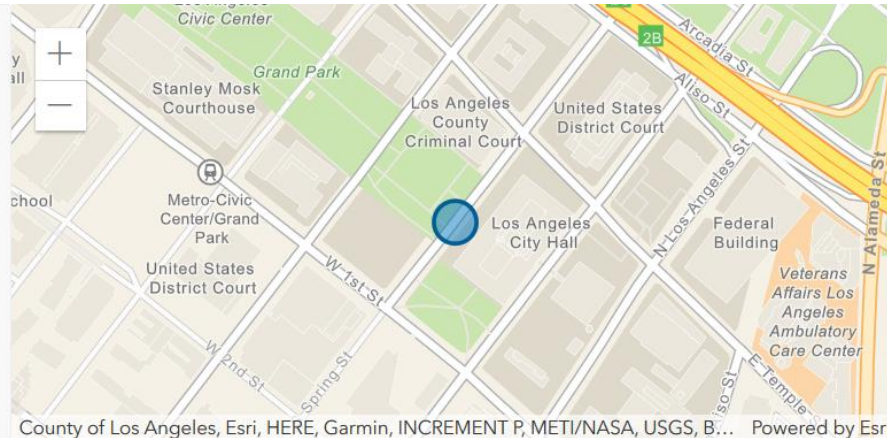 Civic Center
+
−
Stanley Mosk
Courthouse
Grand Park
Los Angeles
County
Criminal Court
United States
District Court
2B
Arcadia St
Aliso St
Metro-Civic
Center/Grand
Park
United States
District Court
W 1st St
W 2nd St
Spring St
Los Angeles
City Hall
N Los Angeles St
Federal
Building
N Alameda St
Veterans
Affairs Los
Angeles
Ambulatory
Care Center
E Temple
County of Los Angeles, Esri, HERE, Garmin, INCREMENT P, METI/NASA, USGS, B... Powered by Esr